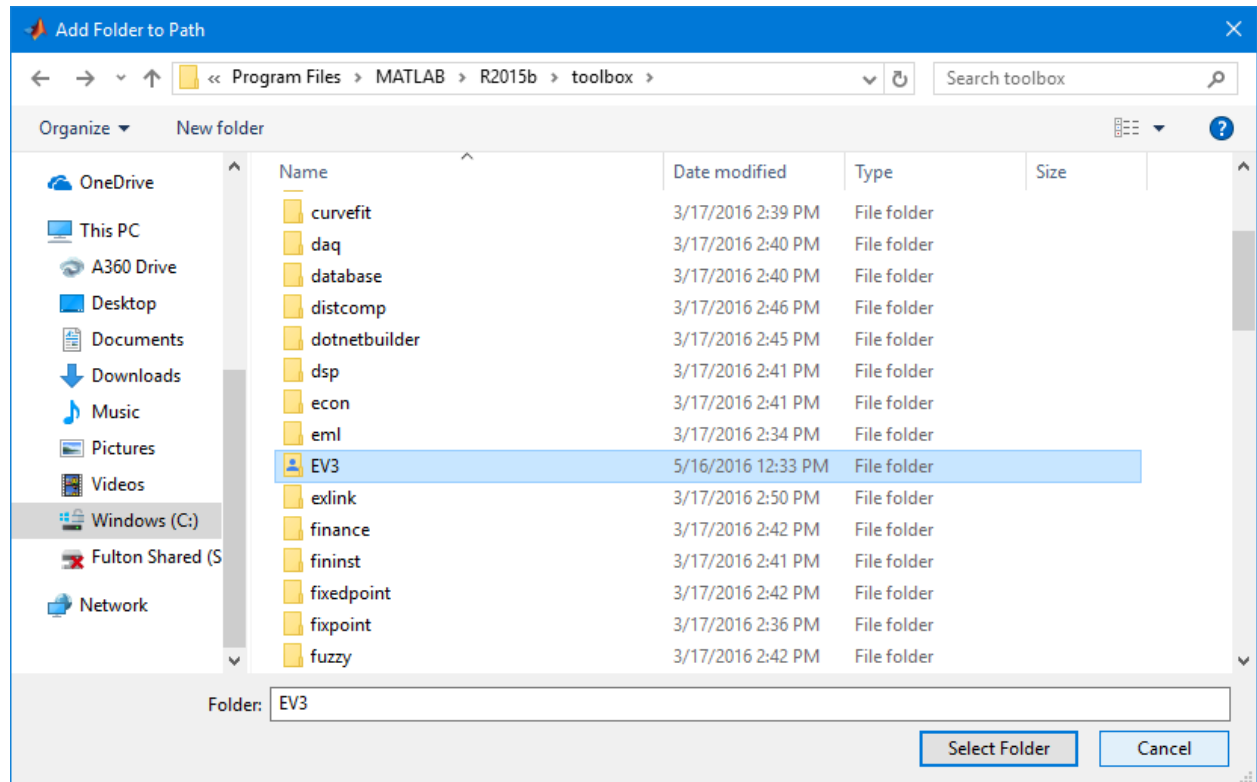 Add Folder to Path
« Program Files > MATLAB > R2015b > toolbox >
Search toolbox
Organize
New folder
Name Date modified Type Size
OneDrive
This PC
A360 Drive
Desktop
Documents
Downloads
Music
Pictures
Videos
Windows (C:)
Fulton Shared (S
Network
curvefit 3/17/2016 2:39 PM File folder
daq 3/17/2016 2:40 PM File folder
database 3/17/2016 2:40 PM File folder
distcomp 3/17/2016 2:46 PM File folder
dotnetbuilder 3/17/2016 2:45 PM File folder
dsp 3/17/2016 2:41 PM File folder
econ 3/17/2016 2:41 PM File folder
eml 3/17/2016 2:34 PM File folder
EV3 5/16/2016 12:33 PM File folder
exlink 3/17/2016 2:50 PM File folder
finance 3/17/2016 2:42 PM File folder
fininst 3/17/2016 2:41 PM File folder
fixedpoint 3/17/2016 2:42 PM File folder
fixpoint 3/17/2016 2:36 PM File folder
fuzzy 3/17/2016 2:42 PM File folder
Folder: EV3
Select Folder
Cancel